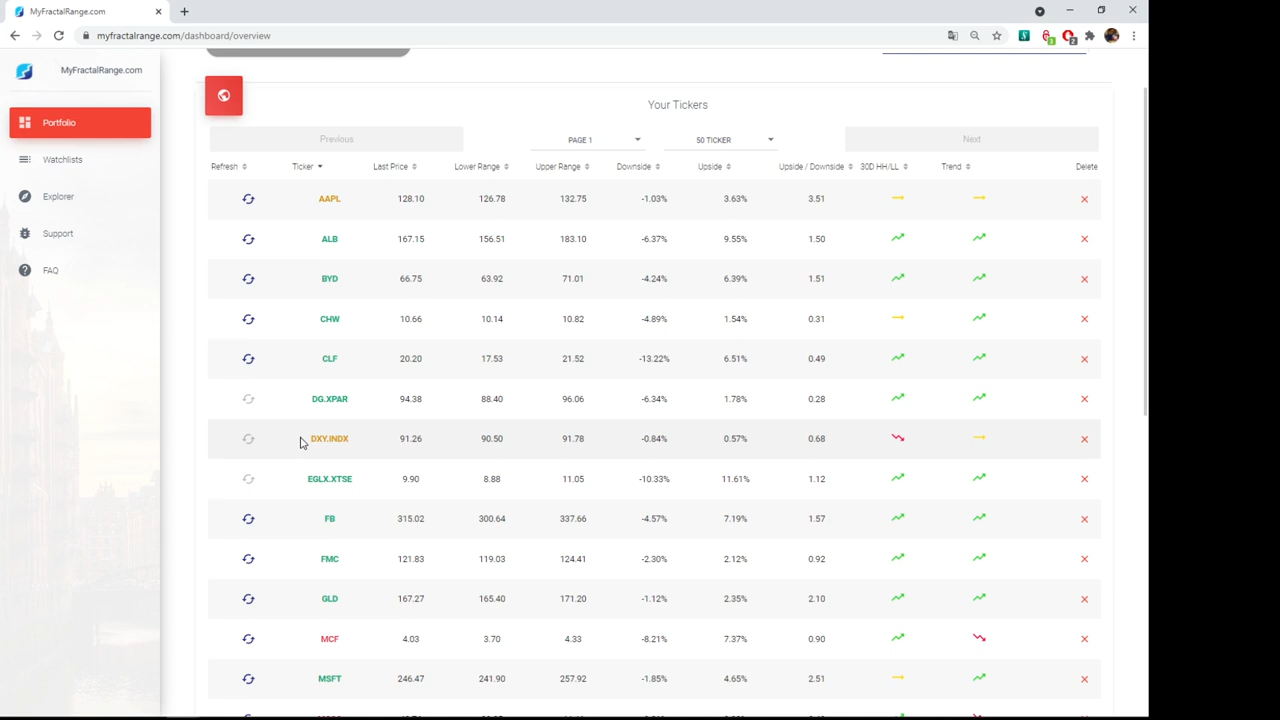 MyFractalRange.com
myfractalrange.com/dashboard/overview
MyFractalRange.com
Portfolio
Watchlists
Explorer
Support
FAQ
Your Tickers
Previous PAGE 1 50 TICKER Next
Refresh Ticker Last Price Lower Range Upper Range Downside Upside Upside / Downside 30D HH/LL Trend Delete
AAPL 128.10 126.78 132.75 -1.03% 3.63% 3.51
ALB 167.15 156.51 183.10 -6.37% 9.55% 1.50
BYD 66.75 63.92 71.01 -4.24% 6.39% 1.51
CHW 10.66 10.14 10.82 -4.89% 1.54% 0.31
CLF 20.20 17.53 21.52 -13.22% 6.51% 0.49
DG.XPAR 94.38 88.40 96.06 -6.34% 1.78% 0.28
DXY.INDX 91.26 90.50 91.78 -0.84% 0.57% 0.68
EGLX.XTSE 9.90 8.88 11.05 -10.33% 11.61% 1.12
FB 315.02 300.64 337.66 -4.57% 7.19% 1.57
FMC 121.83 119.03 124.41 -2.30% 2.12% 0.92
GLD 167.27 165.40 171.20 -1.12% 2.35% 2.10
MCF 4.03 3.70 4.33 -8.21% 7.37% 0.90
MSFT 246.47 241.90 257.92 -1.85% 4.65% 2.51